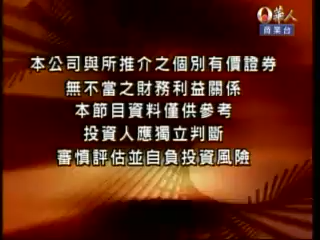 華人
商業台
本公司與所推介之個別有價證券
無不當之財務利益關係
本節目資料僅供參考
投資人應獨立判斷
審慎評估並自負投資風險